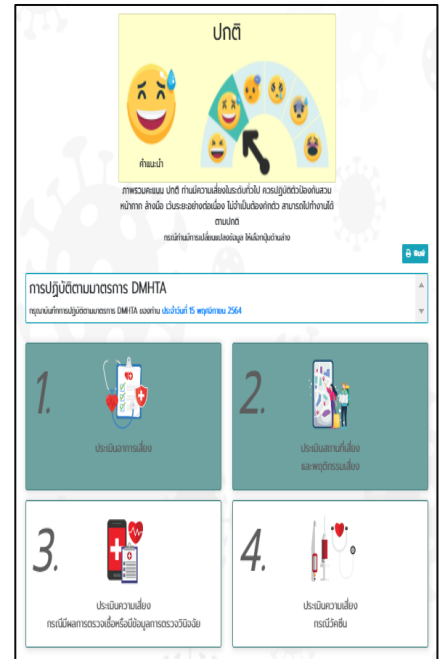 ปกติ
คำแนะนำ
ภาพรวมคะแนน ปกติ ท่านมีความเสี่ยงในระดับทั่วไป ควรปฏิบัติตัวป้องกันสวม
หน้ากาก ล้างมือ เว้นระยะอย่างต่อเนื่อง ไม่จำเป็นต้องกักตัว สามารถไปทำงานได้
ตามปกติ
กรณีท่านมีการเปลี่ยนแปลงข้อมูล ให้เลือกปุ่มด้านล่าง
พิมพ์
การปฏิบัติตามมาตรการ DMHTA
กรุณาบันทึกการปฏิบัติตามมาตรการ DMHTA ของท่าน ประจำวันที่ 15 พฤศจิกายน 2564
1.
ประเมินอาการเสี่ยง
2.
ประเมินสถานที่เสี่ยง
และพฤติกรรมเสี่ยง
3.
ประเมินความเสี่ยง
กรณีมีผลการตรวจเชื้อหรือมีข้อมูลการตรวจวินิจฉัย
4.
ประเมินความเสี่ยง
กรณีวัคซีน